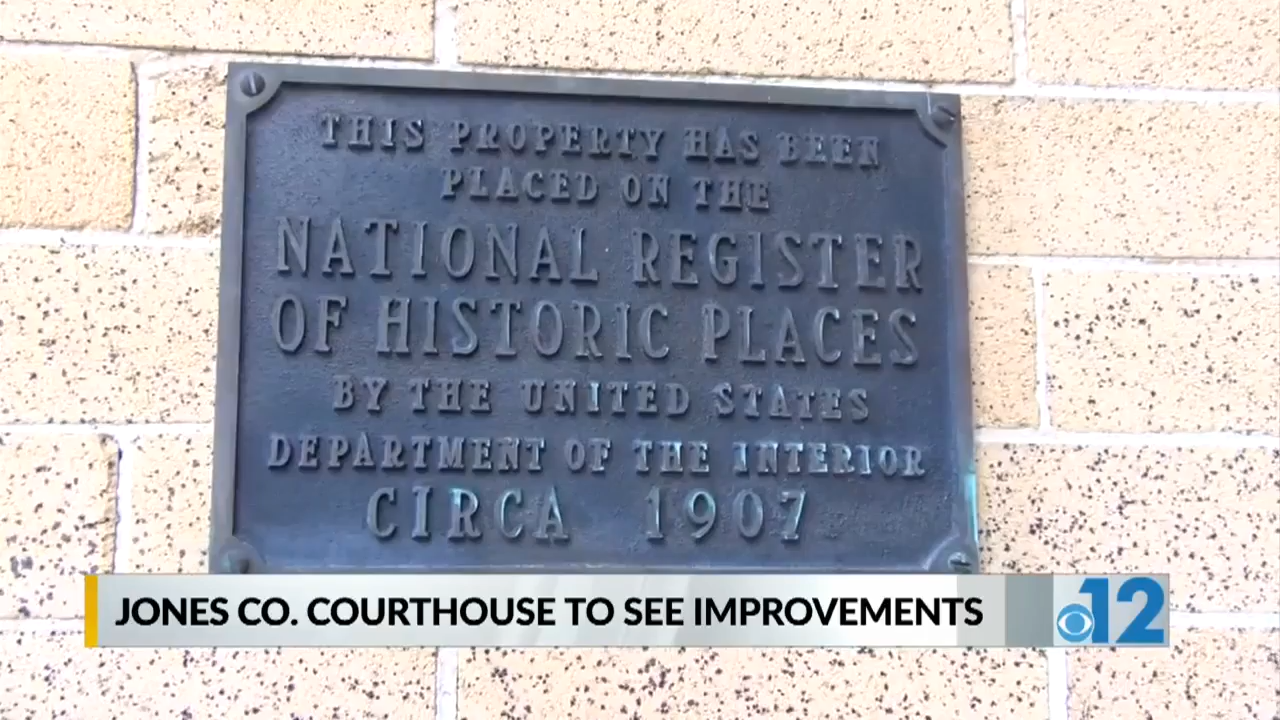 THIS PROPERTY HAS BEEN
PLACED ON THE
NATIONAL REGISTER
OF HISTORIC PLACES
BY THE UNITED STATES
DEPARTMENT OF THE INTERIOR
CIRCA 1907
JONES CO. COURTHOUSE TO SEE IMPROVEMENTS
12